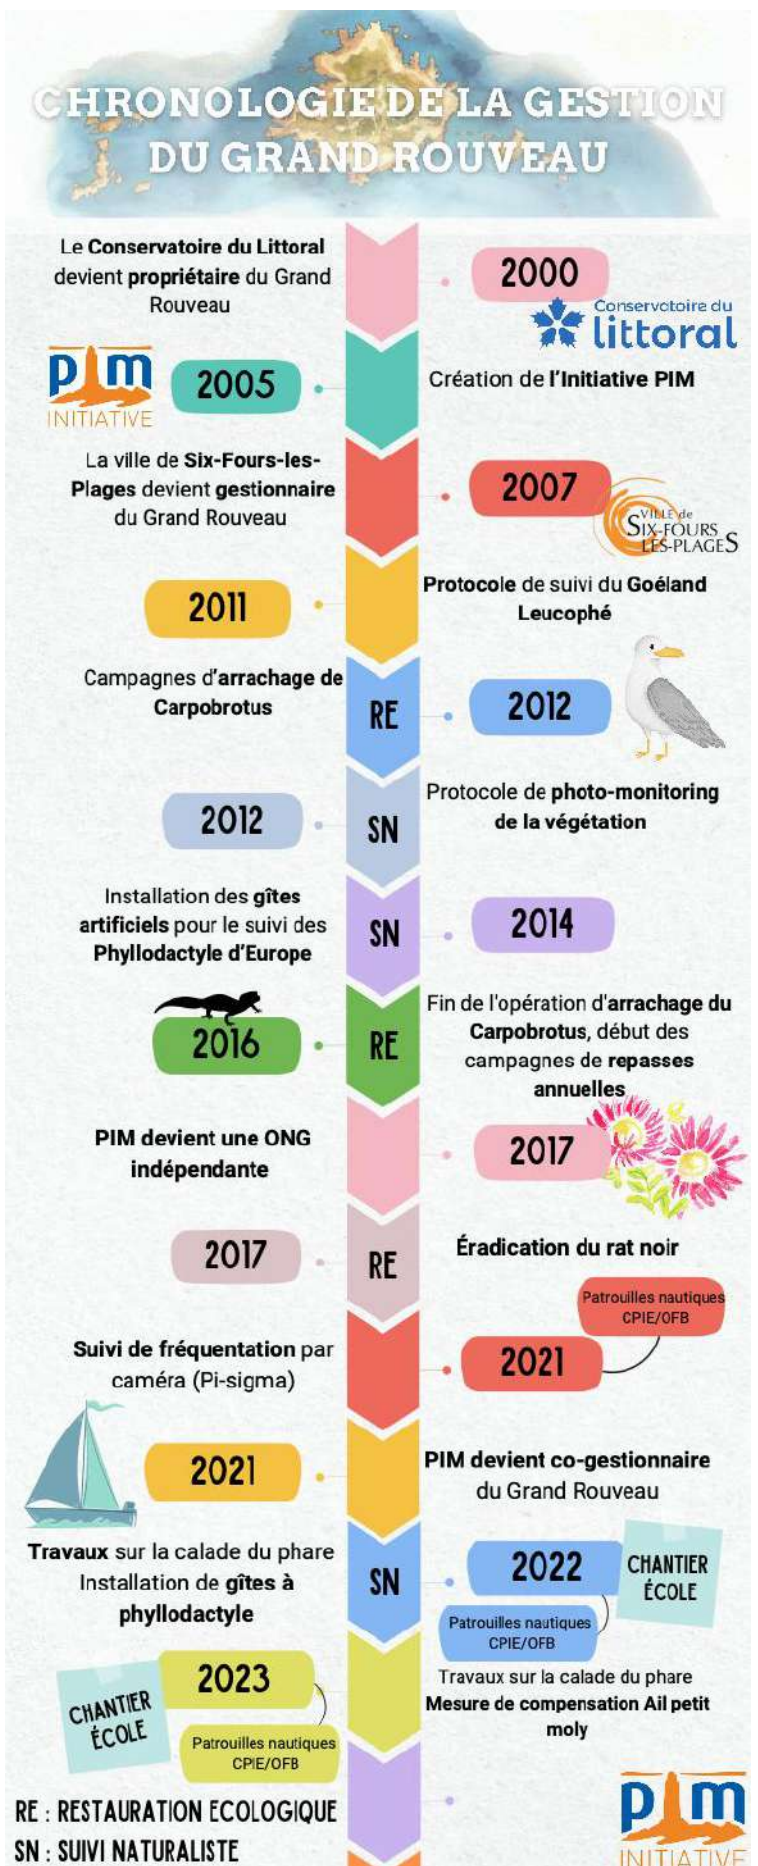 CHRONOLOGIE DE LA GESTION
DU GRAND ROUVEAU
Le Conservatoire du Littoral
devient propriétaire du Grand
Rouveau
2000
Conservatoire du
littoral
pim
INITIATIVE
2005
Création de l'Initiative PIM
La ville de Six-Fours-les-
Plages devient gestionnaire
du Grand Rouveau
2007
VILLE de
SIX-FOURS
LES-PLAGES
2011
Protocole de suivi du Goéland
Leucophé
Campagnes d'arrachage de
Carpobrotus
RE
2012
2012
SN
Protocole de photo-monitoring
de la végétation
Installation des gîtes
artificiels pour le suivi des
Phyllodactyle d'Europe
SN
2014
2016
RE
Fin de l'opération d'arrachage du
Carpobrotus, début des
campagnes de repasses
annuelles
PIM devient une ONG
indépendante
2017
2017
RE
Éradication du rat noir
Patrouilles nautiques
CPIE/OFB
Suivi de fréquentation par
caméra (Pi-sigma)
2021
2021
PIM devient co-gestionnaire
du Grand Rouveau
Travaux sur la calade du phare
Installation de gîtes à
phyllodactyle
SN
2022
CHANTIER
ÉCOLE
Patrouilles nautiques
CPIE/OFB
2023
CHANTIER
ÉCOLE
Patrouilles nautiques
CPIE/OFB
Travaux sur la calade du phare
Mesure de compensation Ail petit
moly
RE : RESTAURATION ECOLOGIQUE
SN : SUIVI NATURALISTE
pim
INITIATIVE